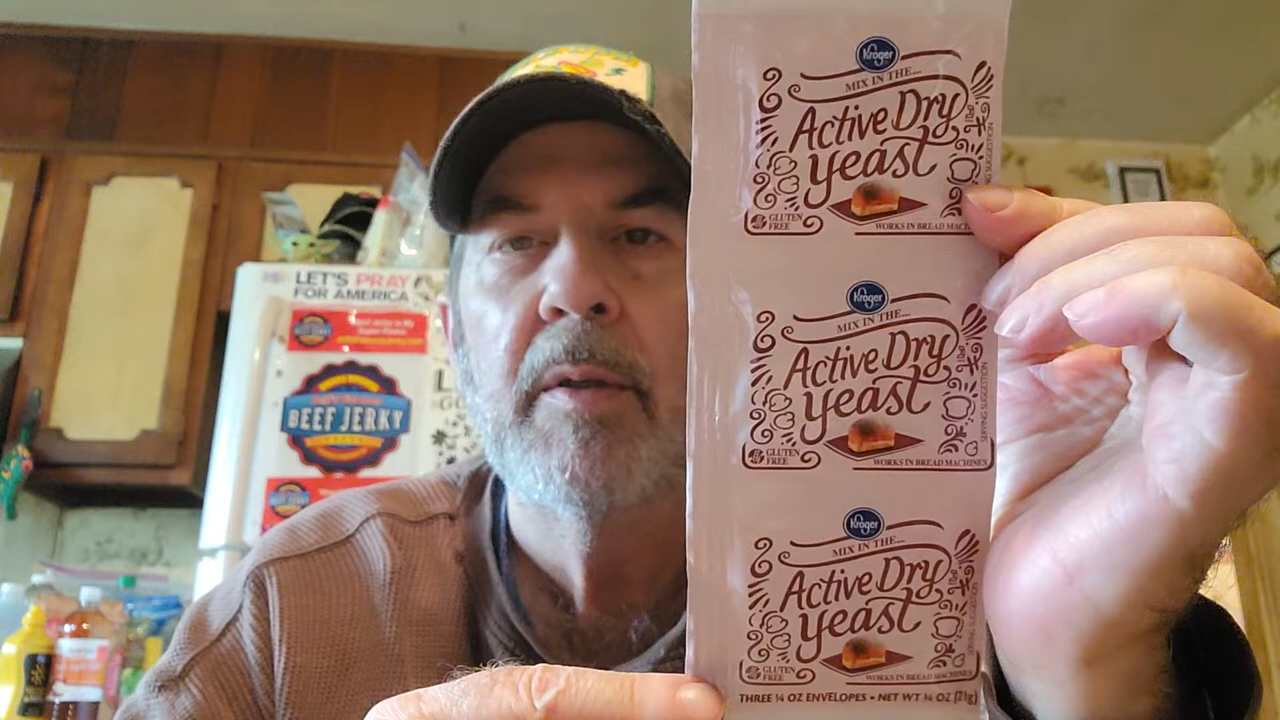 LET'S PRAY
FOR AMERICA
BEEF JERKY
Kroger
MIX IN THE...
Active Dry
yeast
GLUTEN
FREE
WORKS IN BREAD MACH
Kroger
MIX IN THE...
Active Dry
yeast
SERVING SUGGESTION
GLUTEN
FREE
WORKS IN BREAD MACHINES
Kroger
MIX IN THE...
Active Dry
yeast
SERVING SUGGESTION
GLUTEN
FREE
WORKS IN BREAD MACHINES
THREE ¼ OZ ENVELOPES • NET WT ¾ OZ (21g)